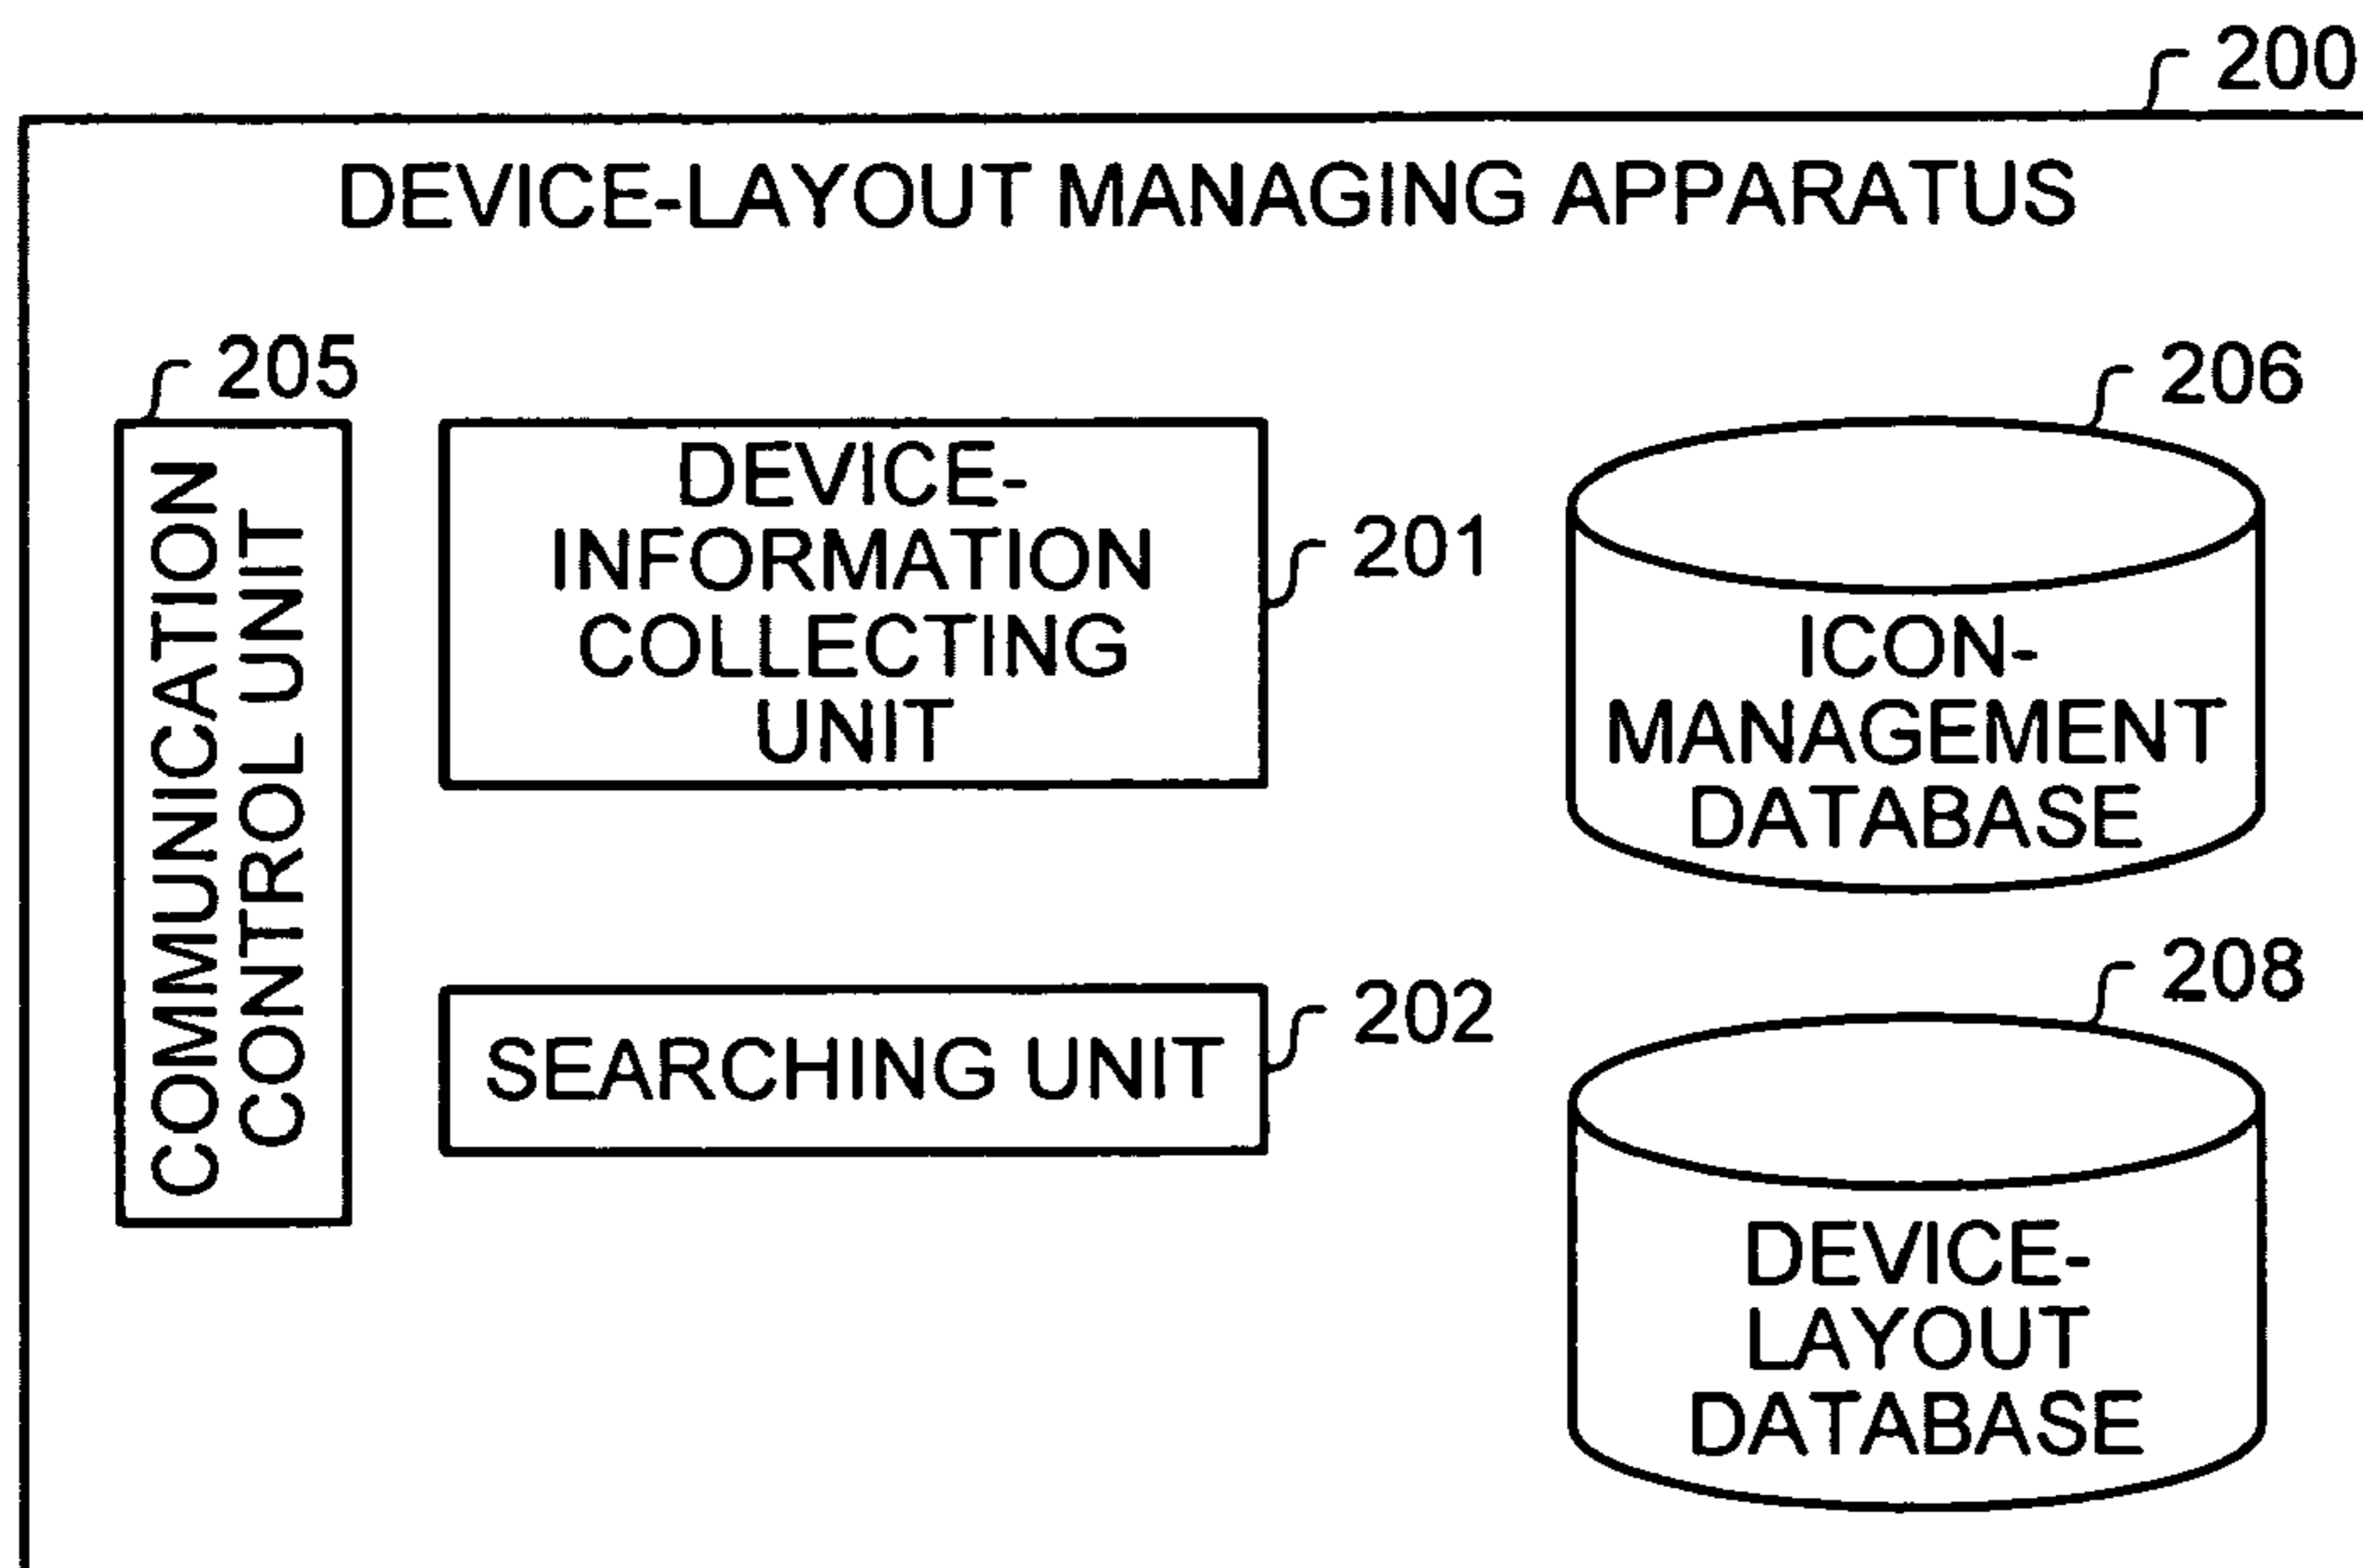 200
DEVICE-LAYOUT MANAGING APPARATUS
205
COMMUNICATION
CONTROL UNIT
DEVICE-
INFORMATION
COLLECTING
UNIT
201
206
ICON-
MANAGEMENT
DATABASE
SEARCHING UNIT
202
208
DEVICE-
LAYOUT
DATABASE